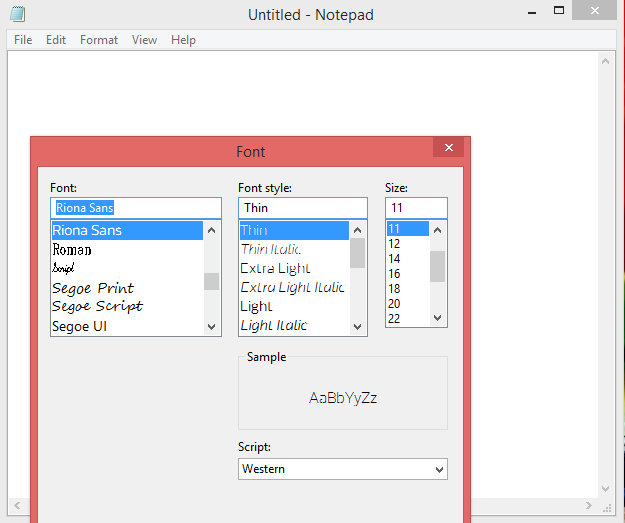 Untitled - Notepad
File Edit Format View Help
Font
Font: Font style: Size:
Riona Sans Thin 11
Riona Sans Thin 11
Roman Thin Italic 12
Script Extra Light 14
Segoe Print Extra Light Italic 16
Segoe Script Light 18
Segoe UI Light Italic 20
22
Sample
AaBbYyZz
Script:
Western